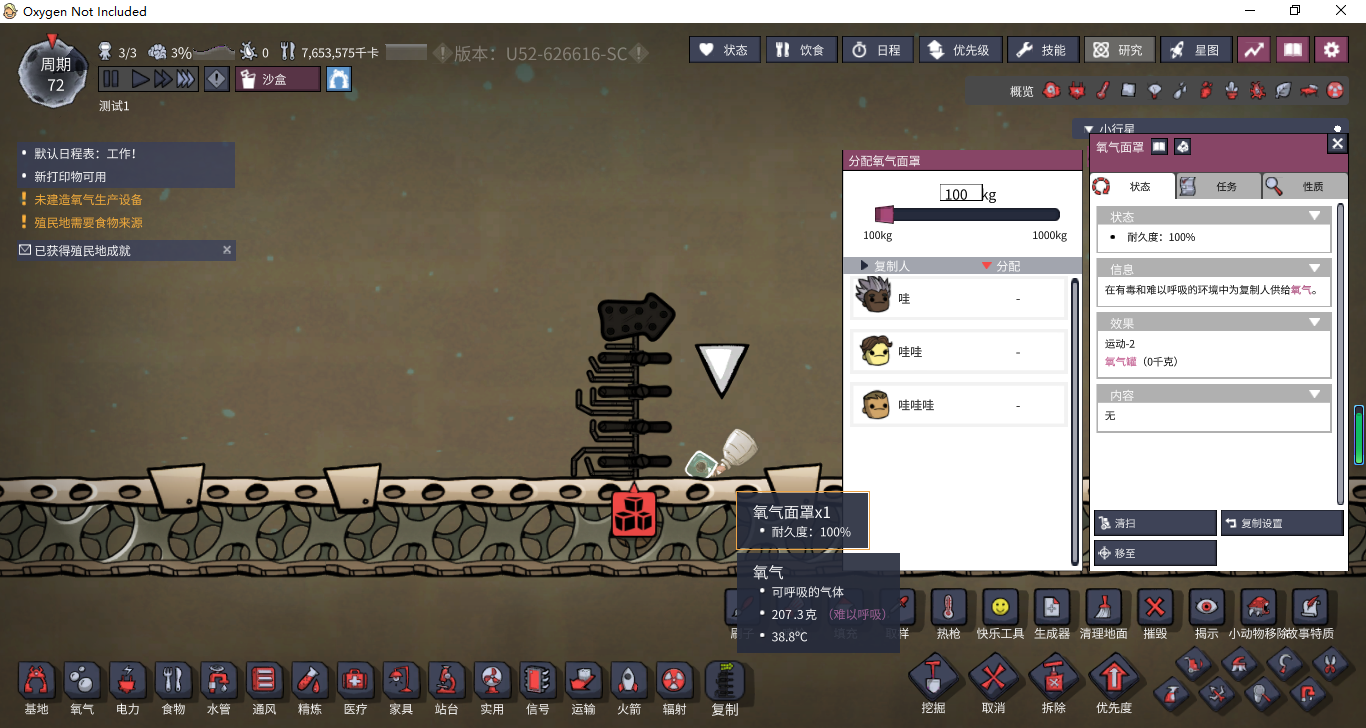 Oxygen Not Included
周期
72
3/3
3%
0
7,653,575千卡
版本：U52-626616-SC
状态
饮食
日程
优先级
技能
研究
星图
沙盒
测试1
概览
小行星
默认日程表：工作！
新打印物可用
未建造氧气生产设备
殖民地需要食物来源
已获得殖民地成就
分配氧气面罩
100 kg
100kg
1000kg
复制人
分配
哇
-
哇哇
-
哇哇哇
-
氧气面罩
状态
任务
性质
状态
耐久度：100%
信息
在有毒和难以呼吸的环境中为复制人供给氧气。
效果
运动-2
氧气罐（0千克）
内容
无
清扫
复制设置
移至
氧气面罩x1
耐久度：100%
氧气
可呼吸的气体
207.3克（难以呼吸）
38.8℃
热枪
快乐工具
生成器
清理地面
摧毁
揭示
小动物移除
故事特质
基地
氧气
电力
食物
水管
通风
精炼
医疗
家具
站台
实用
信号
运输
火箭
辐射
复制
挖掘
取消
拆除
优先度